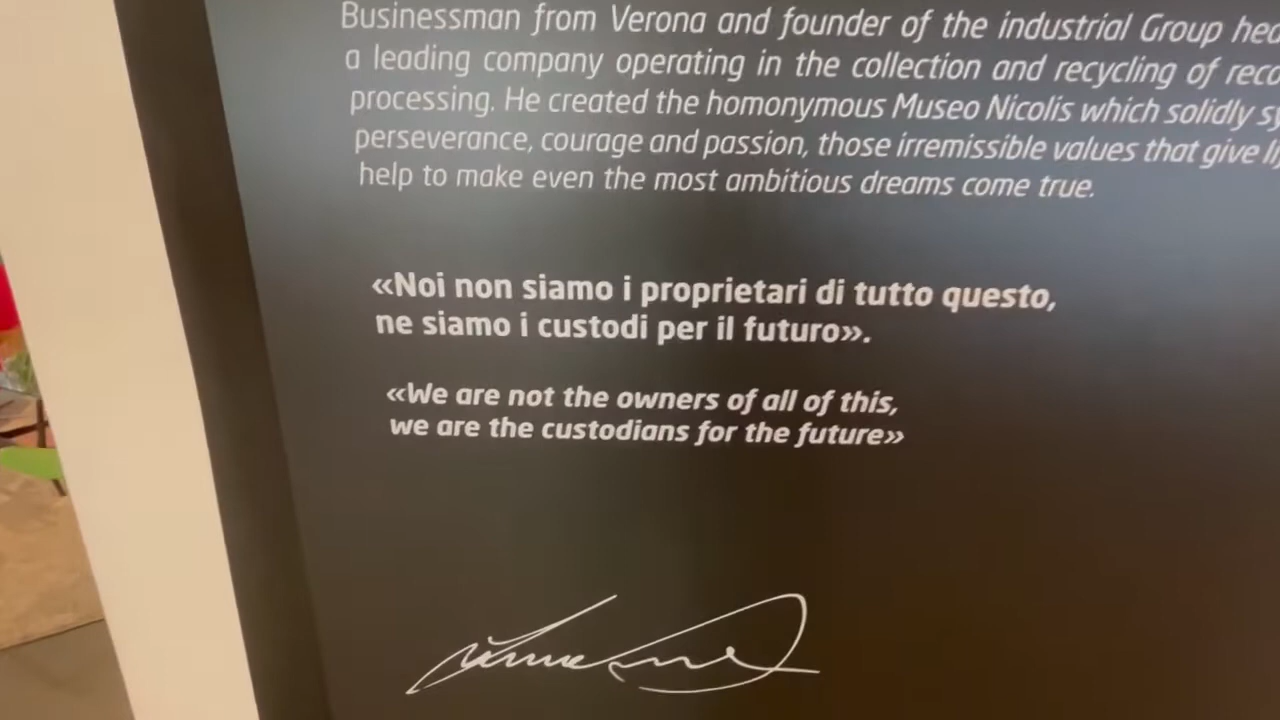 Businessman from Verona and founder of the industrial Group
a leading company operating in the collection and recycling of
processing. He created the homonymous Museo Nicolis which solidly
perseverance, courage and passion, those irremissible values that give
help to make even the most ambitious dreams come true.
«Noi non siamo i proprietari di tutto questo,
ne siamo i custodi per il futuro».
«We are not the owners of all of this,
we are the custodians for the future»